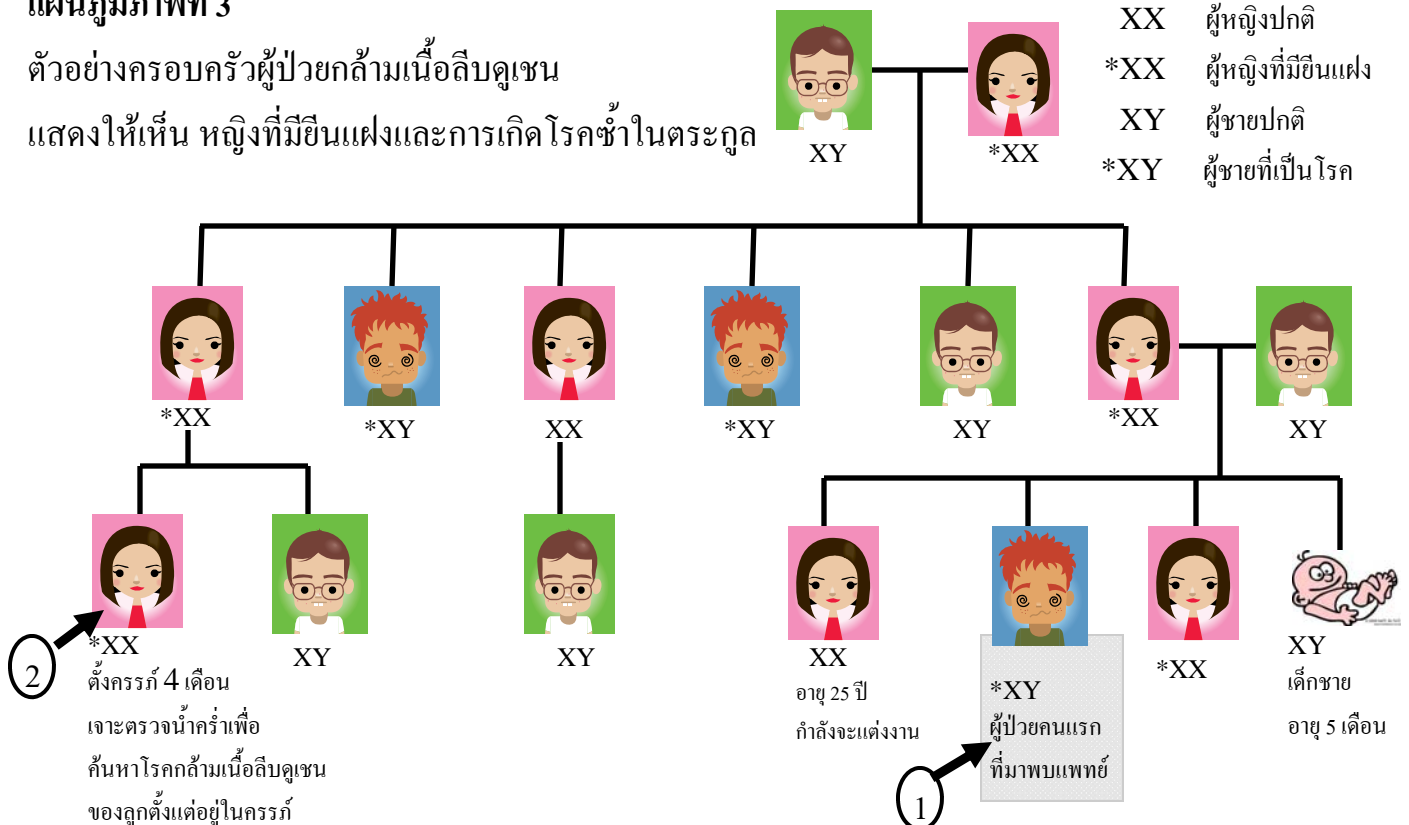 แผนภูมิภาพที่ 3
ตัวอย่างครอบครัวผู้ป่วยกล้ามเนื้อลีบดูเชน
แสดงให้เห็น หญิงที่มียีนแฝงและการเกิดโรคซ้ำในตระกูล
XX ผู้หญิงปกติ
*XX ผู้หญิงที่มียีนแฝง
XY ผู้ชายปกติ
*XY ผู้ชายที่เป็นโรค
XY *XX
*XX *XY XX *XY XY *XX XY
*XX
ตั้งครรภ์ 4 เดือน
เจาะตรวจน้ำคร่ำเพื่อ
ค้นหาโรคกล้ามเนื้อลีบดูเชน
ของลูกตั้งแต่อยู่ในครรภ์
2
XY
XY
XX
อายุ 25 ปี
กำลังจะแต่งงาน
*XY
ผู้ป่วยคนแรก
ที่มาพบแพทย์
1
*XX
XY
เด็กชาย
อายุ 5 เดือน